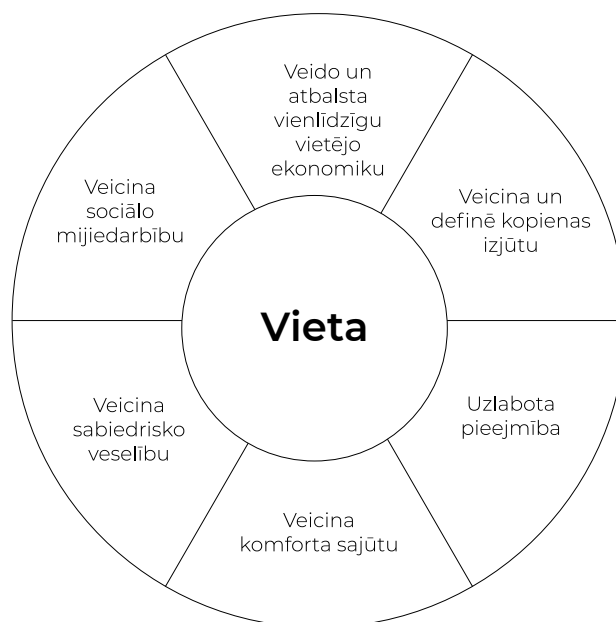 Veido un
atbalsta
vienlīdzīgu
vietējo
ekonomiku
Veicina un
definē kopienas
izjūtu
Uzlabota
pieejmība
Veicina
komforta sajūtu
Veicina
sabiedrisko
veselību
Veicina
sociālo
mijiedarbību
Vieta